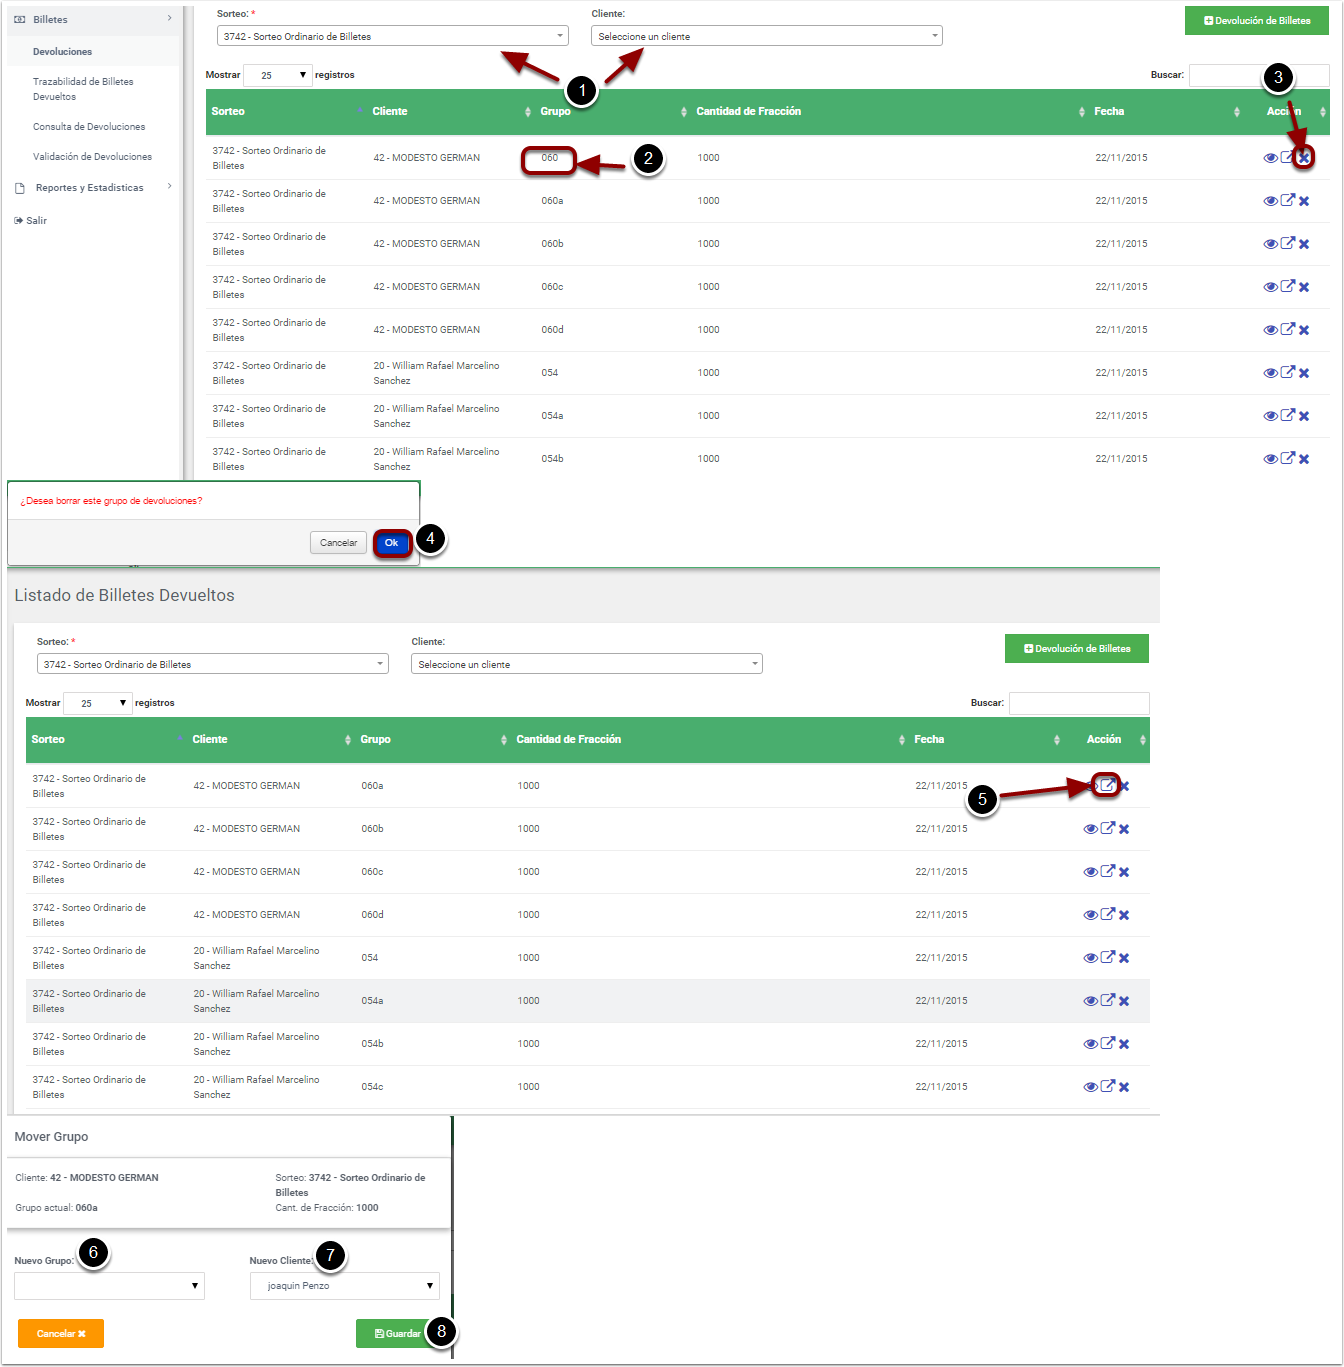 Billetes
Devoluciones
Trazabilidad de Billetes
Devueltos
Consulta de Devoluciones
Validación de Devoluciones
Reportes y Estadisticas
Salir
Sorteo: * Cliente:
3742 - Sorteo Ordinario de Billetes Seleccione un cliente Devolución de Billetes
1
Mostrar 25 registros Buscar:
3
Sorteo Cliente Grupo Cantidad de Fracción Fecha Acción
2
3742 - Sorteo Ordinario de
Billetes 42 - MODESTO GERMAN 060 1000 22/11/2015
3742 - Sorteo Ordinario de
Billetes 42 - MODESTO GERMAN 060a 1000 22/11/2015
3742 - Sorteo Ordinario de
Billetes 42 - MODESTO GERMAN 060b 1000 22/11/2015
3742 - Sorteo Ordinario de
Billetes 42 - MODESTO GERMAN 060c 1000 22/11/2015
3742 - Sorteo Ordinario de
Billetes 42 - MODESTO GERMAN 060d 1000 22/11/2015
3742 - Sorteo Ordinario de 20 - William Rafael Marcelino
Billetes Sanchez 054 1000 22/11/2015
3742 - Sorteo Ordinario de 20 - William Rafael Marcelino
Billetes Sanchez 054a 1000 22/11/2015
3742 - Sorteo Ordinario de 20 - William Rafael Marcelino
Billetes Sanchez 054b 1000 22/11/2015
¿Desea borrar este grupo de devoluciones?
Cancelar Ok 4
Listado de Billetes Devueltos
Sorteo: * Cliente:
3742 - Sorteo Ordinario de Billetes Seleccione un cliente Devolución de Billetes
Mostrar 25 registros Buscar:
Sorteo Cliente Grupo Cantidad de Fracción Fecha Acción
3742 - Sorteo Ordinario de
Billetes 42 - MODESTO GERMAN 060a 1000 22/11/2015
5
3742 - Sorteo Ordinario de
Billetes 42 - MODESTO GERMAN 060b 1000 22/11/2015
3742 - Sorteo Ordinario de
Billetes 42 - MODESTO GERMAN 060c 1000 22/11/2015
3742 - Sorteo Ordinario de
Billetes 42 - MODESTO GERMAN 060d 1000 22/11/2015
3742 - Sorteo Ordinario de 20 - William Rafael Marcelino
Billetes Sanchez 054 1000 22/11/2015
3742 - Sorteo Ordinario de 20 - William Rafael Marcelino
Billetes Sanchez 054a 1000 22/11/2015
3742 - Sorteo Ordinario de 20 - William Rafael Marcelino
Billetes Sanchez 054b 1000 22/11/2015
3742 - Sorteo Ordinario de 20 - William Rafael Marcelino
Billetes Sanchez 054c 1000 22/11/2015
Mover Grupo
Cliente: 42 - MODESTO GERMAN Sorteo: 3742 - Sorteo Ordinario de
Billetes
Grupo actual: 060a Cant. de Fracción: 1000
Nuevo Grupo: 6 Nuevo Cliente: 7
joaquin Penzo
Cancelar Guardar 8